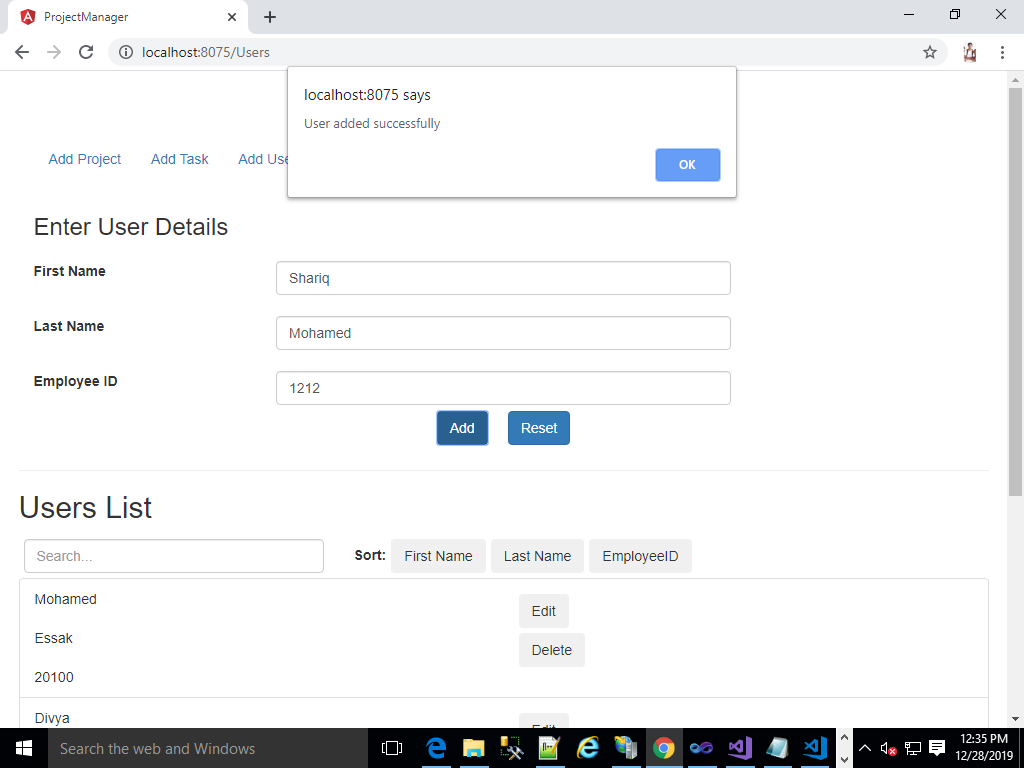 ProjectManager
localhost:8075/Users
localhost:8075 says
User added successfully
OK
Add Project Add Task Add Use
Enter User Details
First Name Shariq
Last Name Mohamed
Employee ID 1212
Add Reset
Users List
Search... Sort: First Name Last Name EmployeeID
Mohamed
Edit
Essak
Delete
20100
Divya
Edit
Search the web and Windows
12:35 PM
12/28/2019